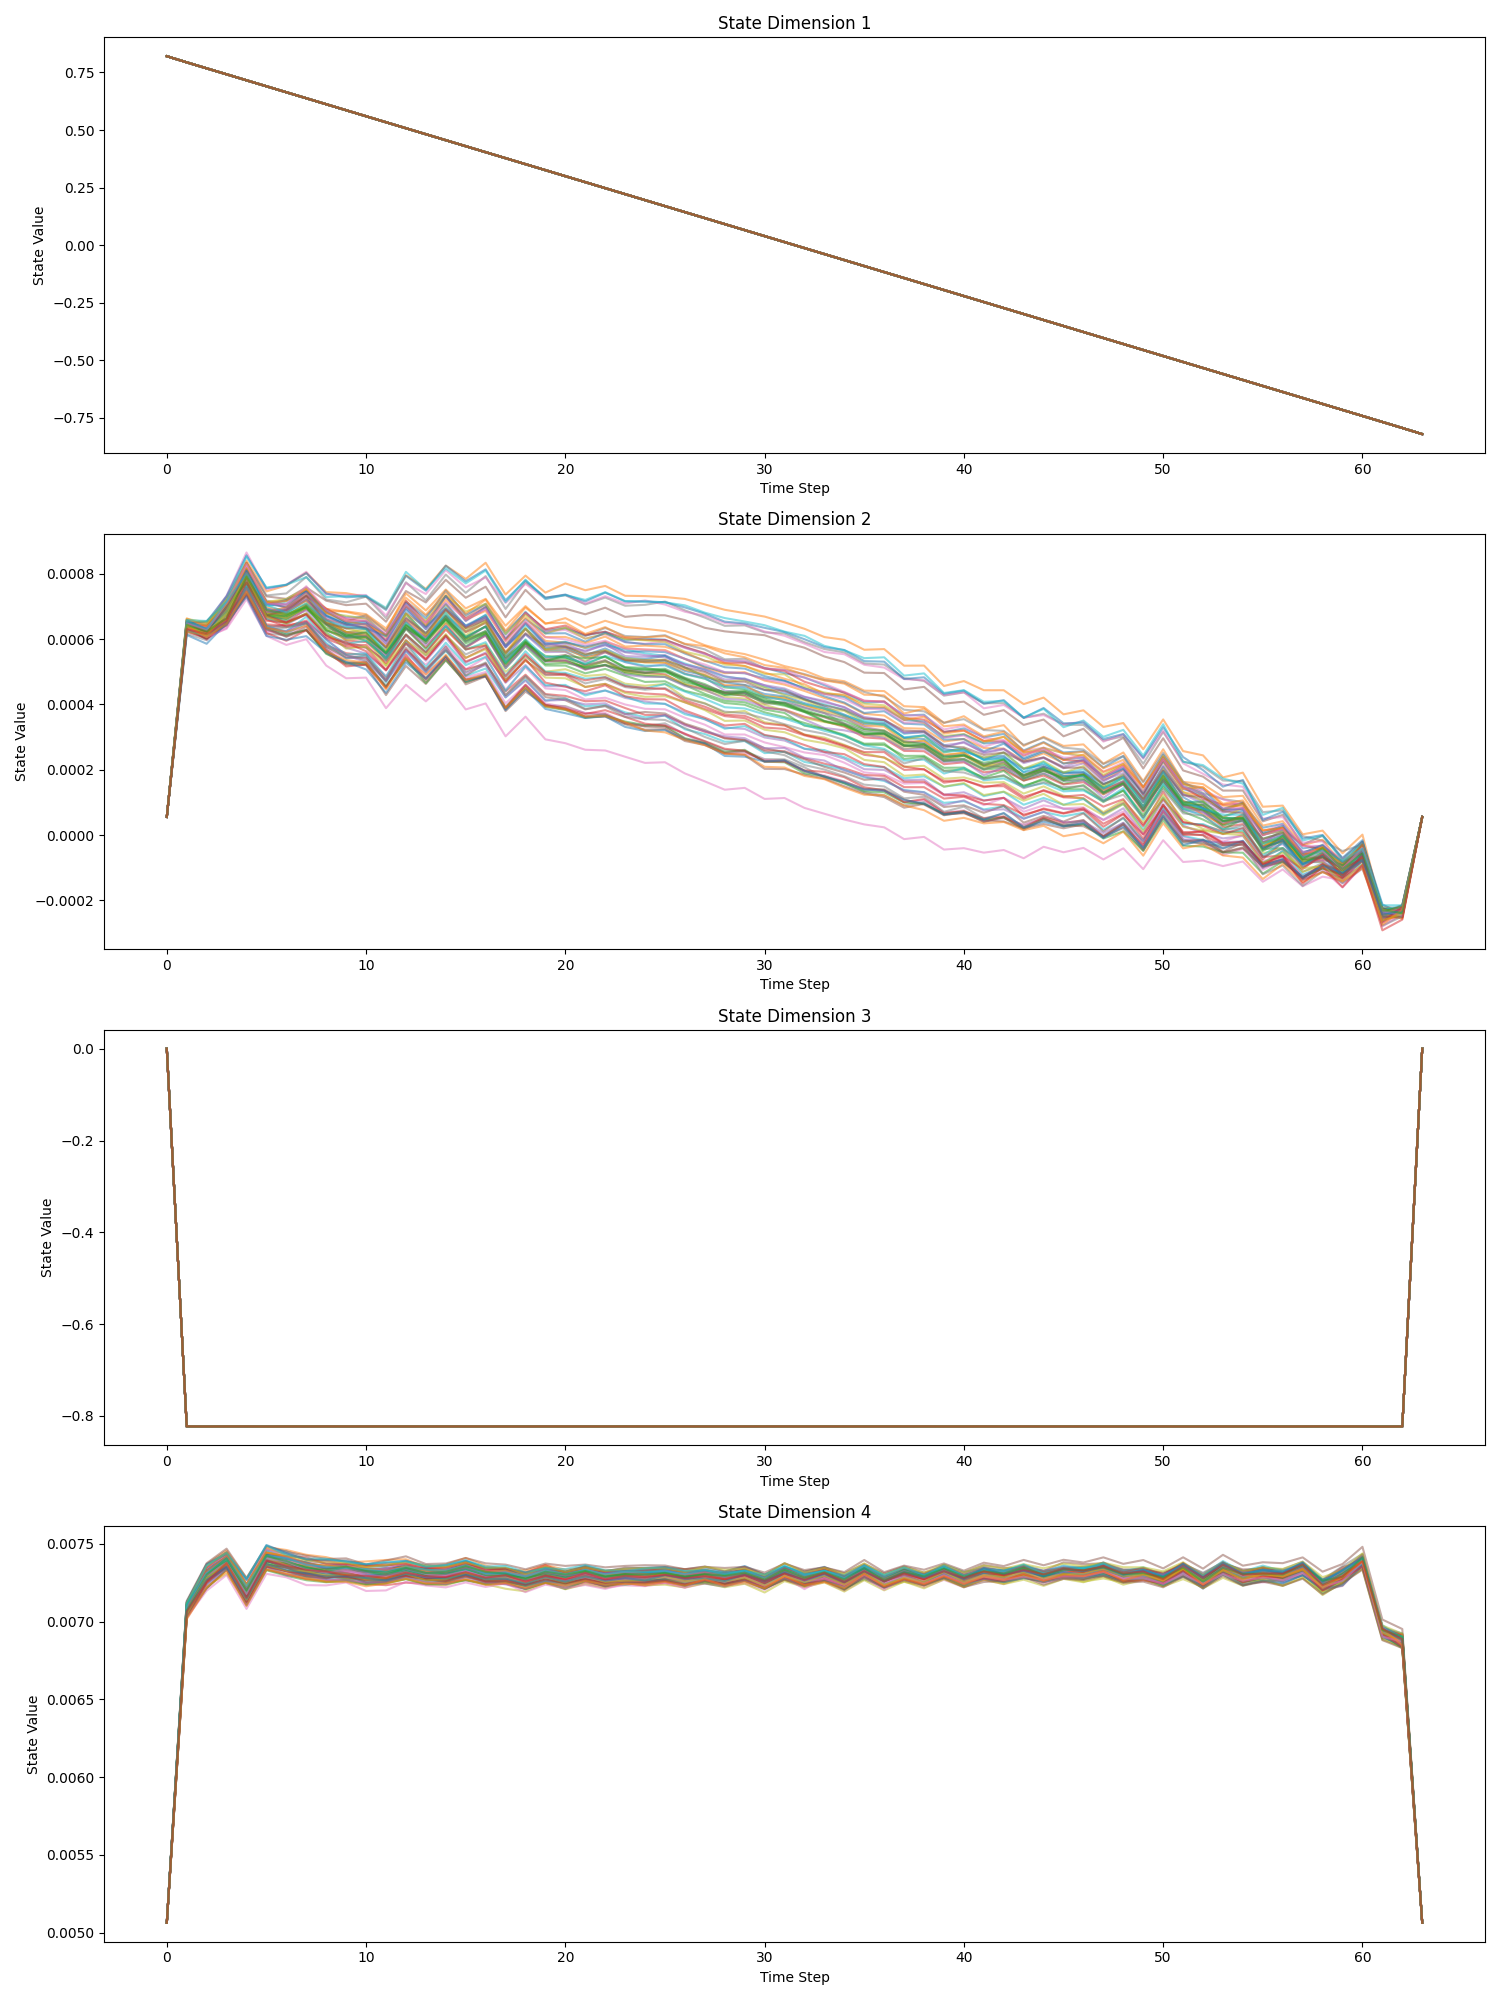 State Dimension 1
State Value
0.75
0.50
0.25
0.00
−0.25
−0.50
−0.75
0 10 20 30 40 50 60
Time Step
State Dimension 2
State Value
0.0008
0.0006
0.0004
0.0002
0.0000
−0.0002
0 10 20 30 40 50 60
Time Step
State Dimension 3
State Value
0.0
−0.2
−0.4
−0.6
−0.8
0 10 20 30 40 50 60
Time Step
State Dimension 4
State Value
0.0075
0.0070
0.0065
0.0060
0.0055
0.0050
0 10 20 30 40 50 60
Time Step